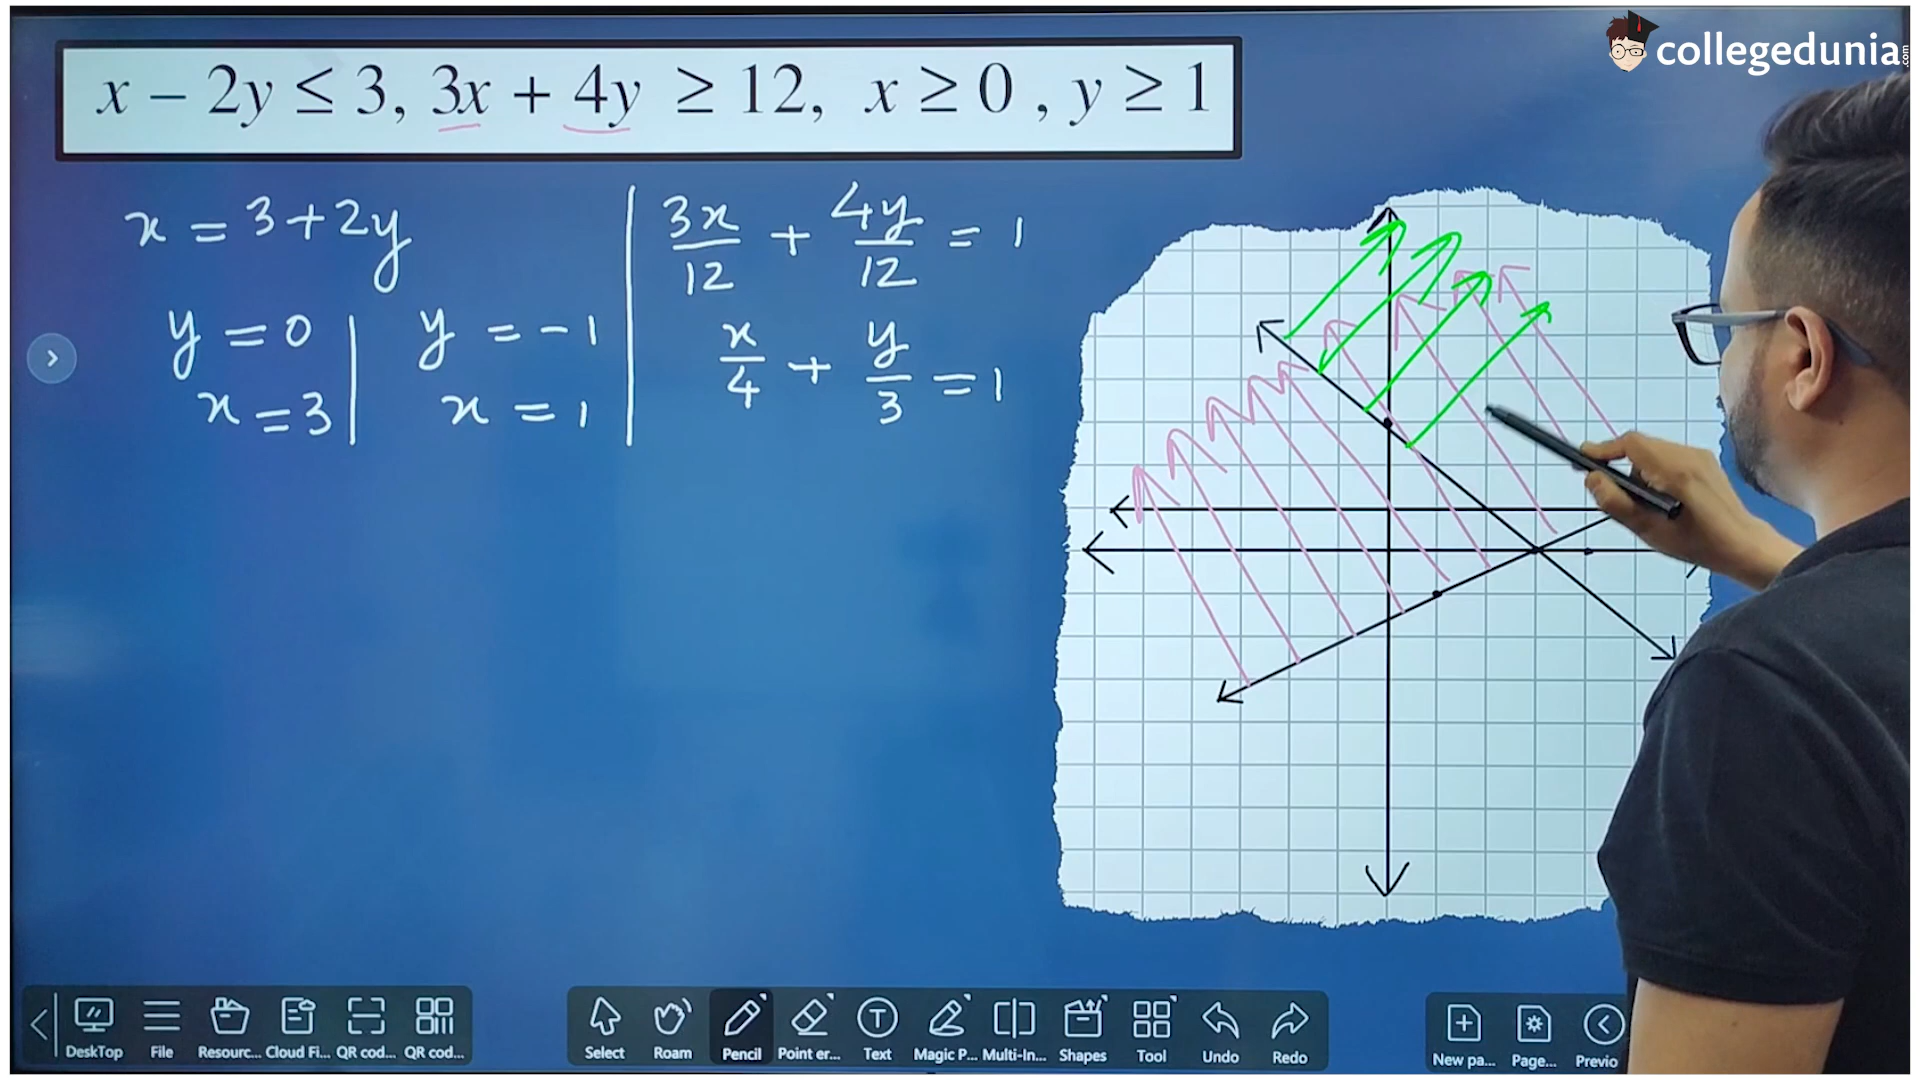 collegedunia
.com
x – 2y ≤ 3, 3x + 4y ≥ 12, x ≥ 0 , y ≥ 1
x = 3+2y
y = 0 | y = -1
x = 3 | x = 1
3x/12 + 4y/12 = 1
x/4 + y/3 = 1
DeskTop File Resourc... Cloud Fi... QR cod... QR cod... Select Roam Pencil Point er... Text Magic P... Multi-In... Shapes Tool Undo Redo New pa... Page... Previo